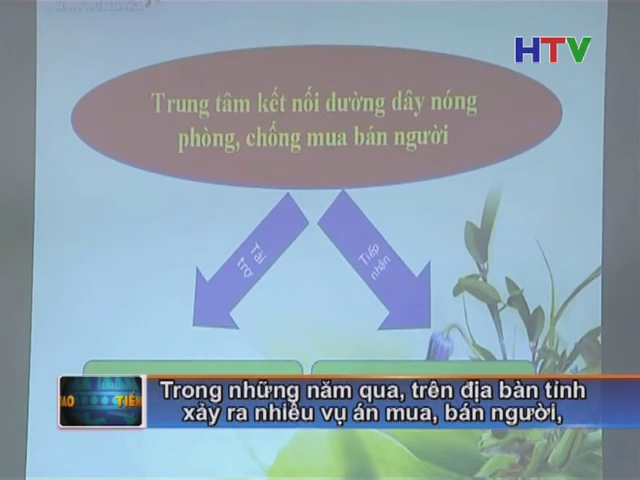 HTV
Trung tâm kết nối đường dây nóng
phòng, chống mua bán người
Tài
trợ
Tiếp
nhận
TIẾN
Trong những năm qua, trên địa bàn tỉnh
xảy ra nhiều vụ án mua, bán người,